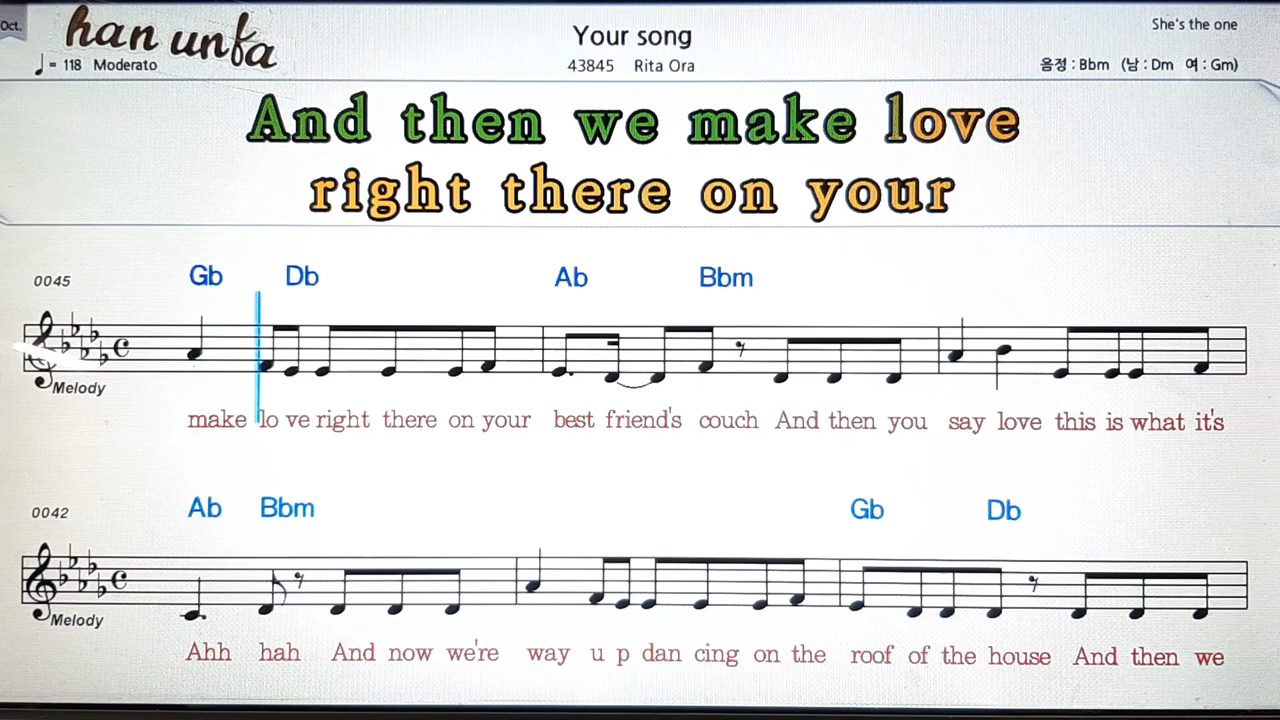 Oct.
han unfa
= 118 Moderato
Your song
43845 Rita Ora
She's the one
음정 : Bbm (남 : Dm 여 : Gm)
And then we make love
right there on your
0045
Gb Db Ab Bbm
Melody
make lo ve right there on your best friend's couch And then you say love this is what it's
0042
Ab Bbm Gb Db
Melody
Ahh hah And now we're way u p dan cing on the roof of the house And then we